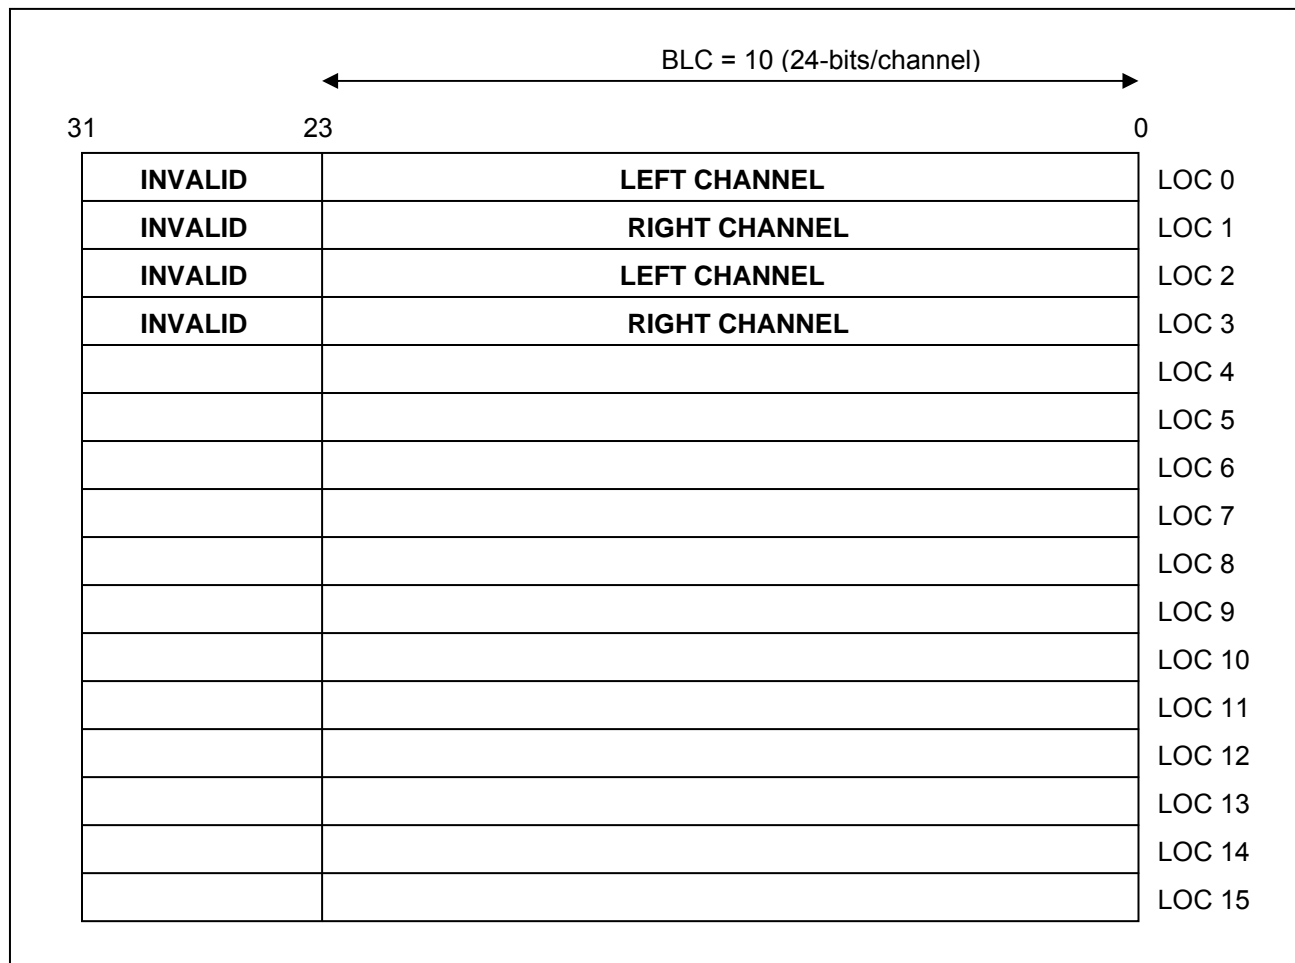 BLC = 10 (24-bits/channel)
31 23 0
INVALID LEFT CHANNEL LOC 0
INVALID RIGHT CHANNEL LOC 1
INVALID LEFT CHANNEL LOC 2
INVALID RIGHT CHANNEL LOC 3
LOC 4
LOC 5
LOC 6
LOC 7
LOC 8
LOC 9
LOC 10
LOC 11
LOC 12
LOC 13
LOC 14
LOC 15